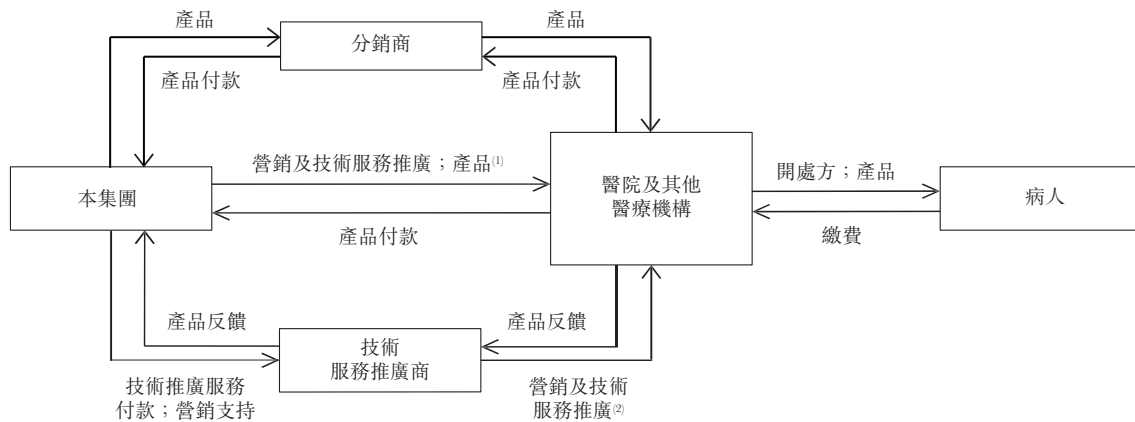 產品
產品
分銷商
產品付款
產品付款
營銷及技術服務推廣；產品⁽¹⁾
開處方；產品
本集團
醫院及其他
醫療機構
病人
產品付款
繳費
產品反饋
產品反饋
技術
服務推廣商
技術推廣服務
付款；營銷支持
營銷及技術
服務推廣⁽²⁾